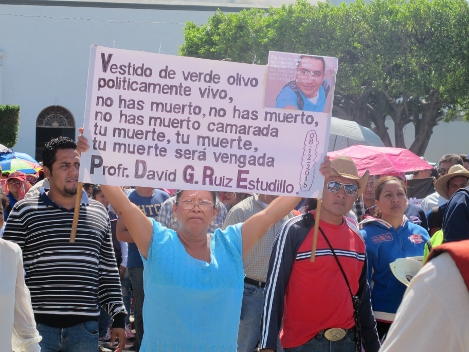 Vestido de verde olivo
políticamente vivo,
no has muerto, no has muerto,
no has muerto camarada
tu muerte, tu muerte,
tu muerte será vengada
Profr. David G. Ruiz Estudillo.